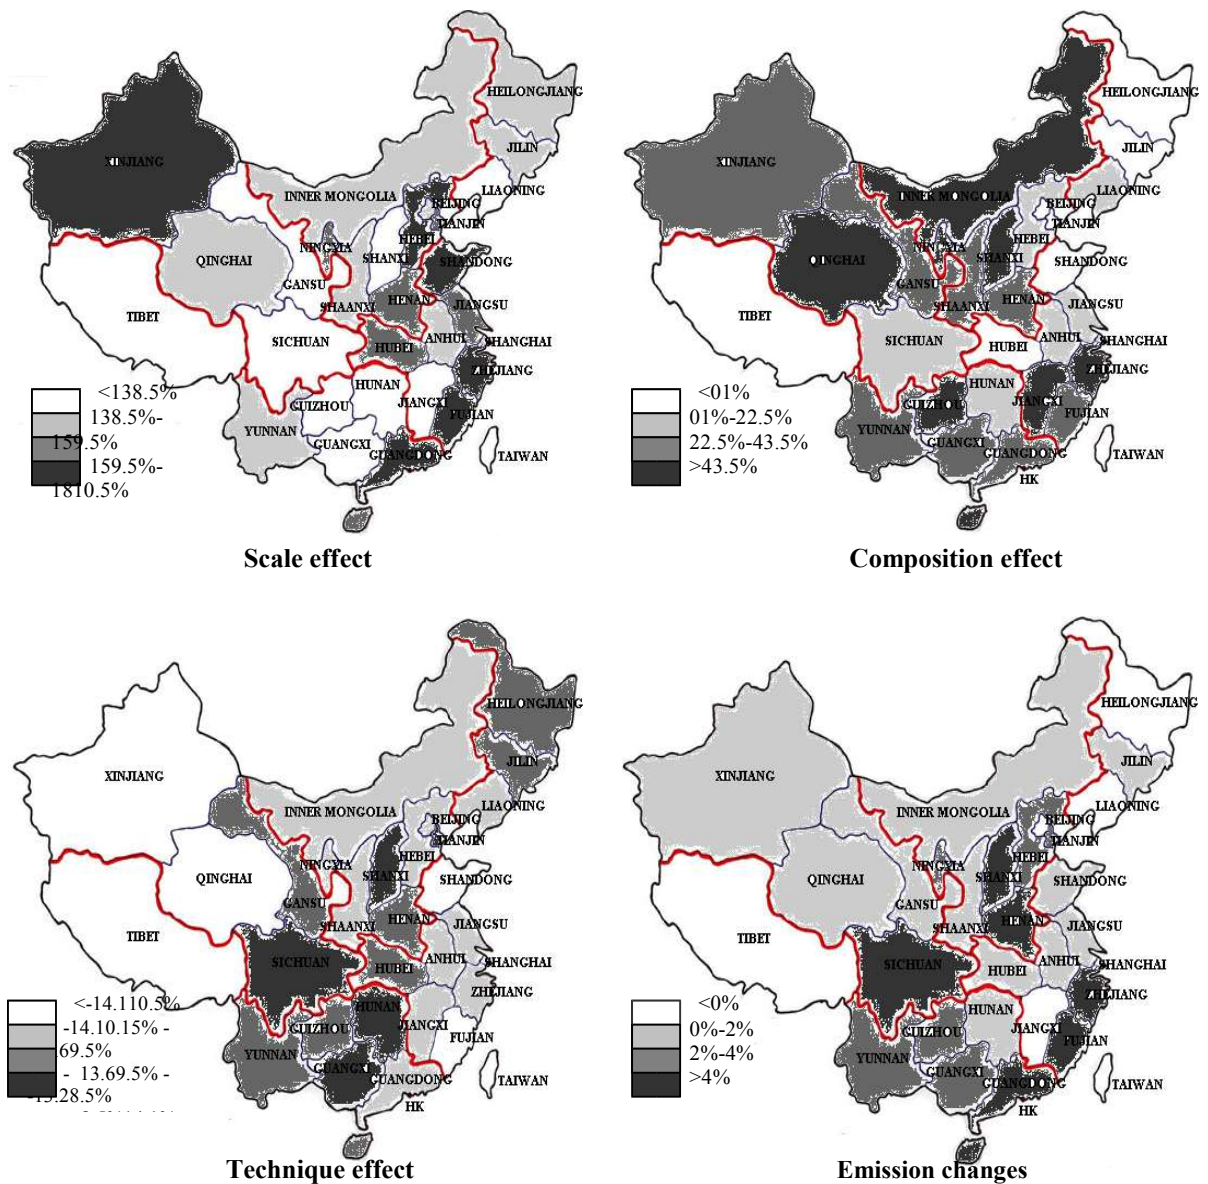 HEILONGJIANG
JILIN
LIAONING
XINJIANG
INNER MONGOLIA
BEIJING
TIANJIN
HEBEI
SHANDONG
NINGXIA
SHANXI
QINGHAI
GANSU
SHAANXI
HENAN
JIANGSU
TIBET
SICHUAN
HUBEI
ANHUI
SHANGHAI
ZHEJIANG
HUNAN
JIANGXI
GUIZHOU
FUJIAN
YUNNAN
GUANGXI
GUANGDONG
TAIWAN
<138.5%
138.5%-
159.5%
159.5%-
1810.5%
Scale effect
HEILONGJIANG
JILIN
LIAONING
XINJIANG
INNER MONGOLIA
BEIJING
TIANJIN
HEBEI
SHANDONG
NINGXIA
SHANXI
QINGHAI
GANSU
SHAANXI
HENAN
JIANGSU
TIBET
SICHUAN
HUBEI
ANHUI
SHANGHAI
ZHEJIANG
HUNAN
JIANGXI
GUIZHOU
FUJIAN
YUNNAN
GUANGXI
GUANGDONG
TAIWAN
HK
<01%
01%-22.5%
22.5%-43.5%
>43.5%
Composition effect
HEILONGJIANG
JILIN
LIAONING
XINJIANG
INNER MONGOLIA
BEIJING
TIANJIN
HEBEI
SHANDONG
NINGXIA
SHANXI
QINGHAI
GANSU
SHAANXI
HENAN
JIANGSU
TIBET
SICHUAN
HUBEI
ANHUI
SHANGHAI
ZHEJIANG
HUNAN
JIANGXI
GUIZHOU
FUJIAN
YUNNAN
GUANGXI
GUANGDONG
TAIWAN
HK
<-14.110.5%
-14.10.15% -
69.5%
- 13.69.5% -
-13.28.5%
Technique effect
HEILONGJIANG
JILIN
LIAONING
XINJIANG
INNER MONGOLIA
BEIJING
TIANJIN
HEBEI
SHANDONG
NINGXIA
SHANXI
QINGHAI
GANSU
SHAANXI
HENAN
JIANGSU
TIBET
SICHUAN
HUBEI
ANHUI
SHANGHAI
ZHEJIANG
HUNAN
JIANGXI
GUIZHOU
FUJIAN
YUNNAN
GUANGXI
GUANGDONG
TAIWAN
HK
<0%
0%-2%
2%-4%
>4%
Emission changes